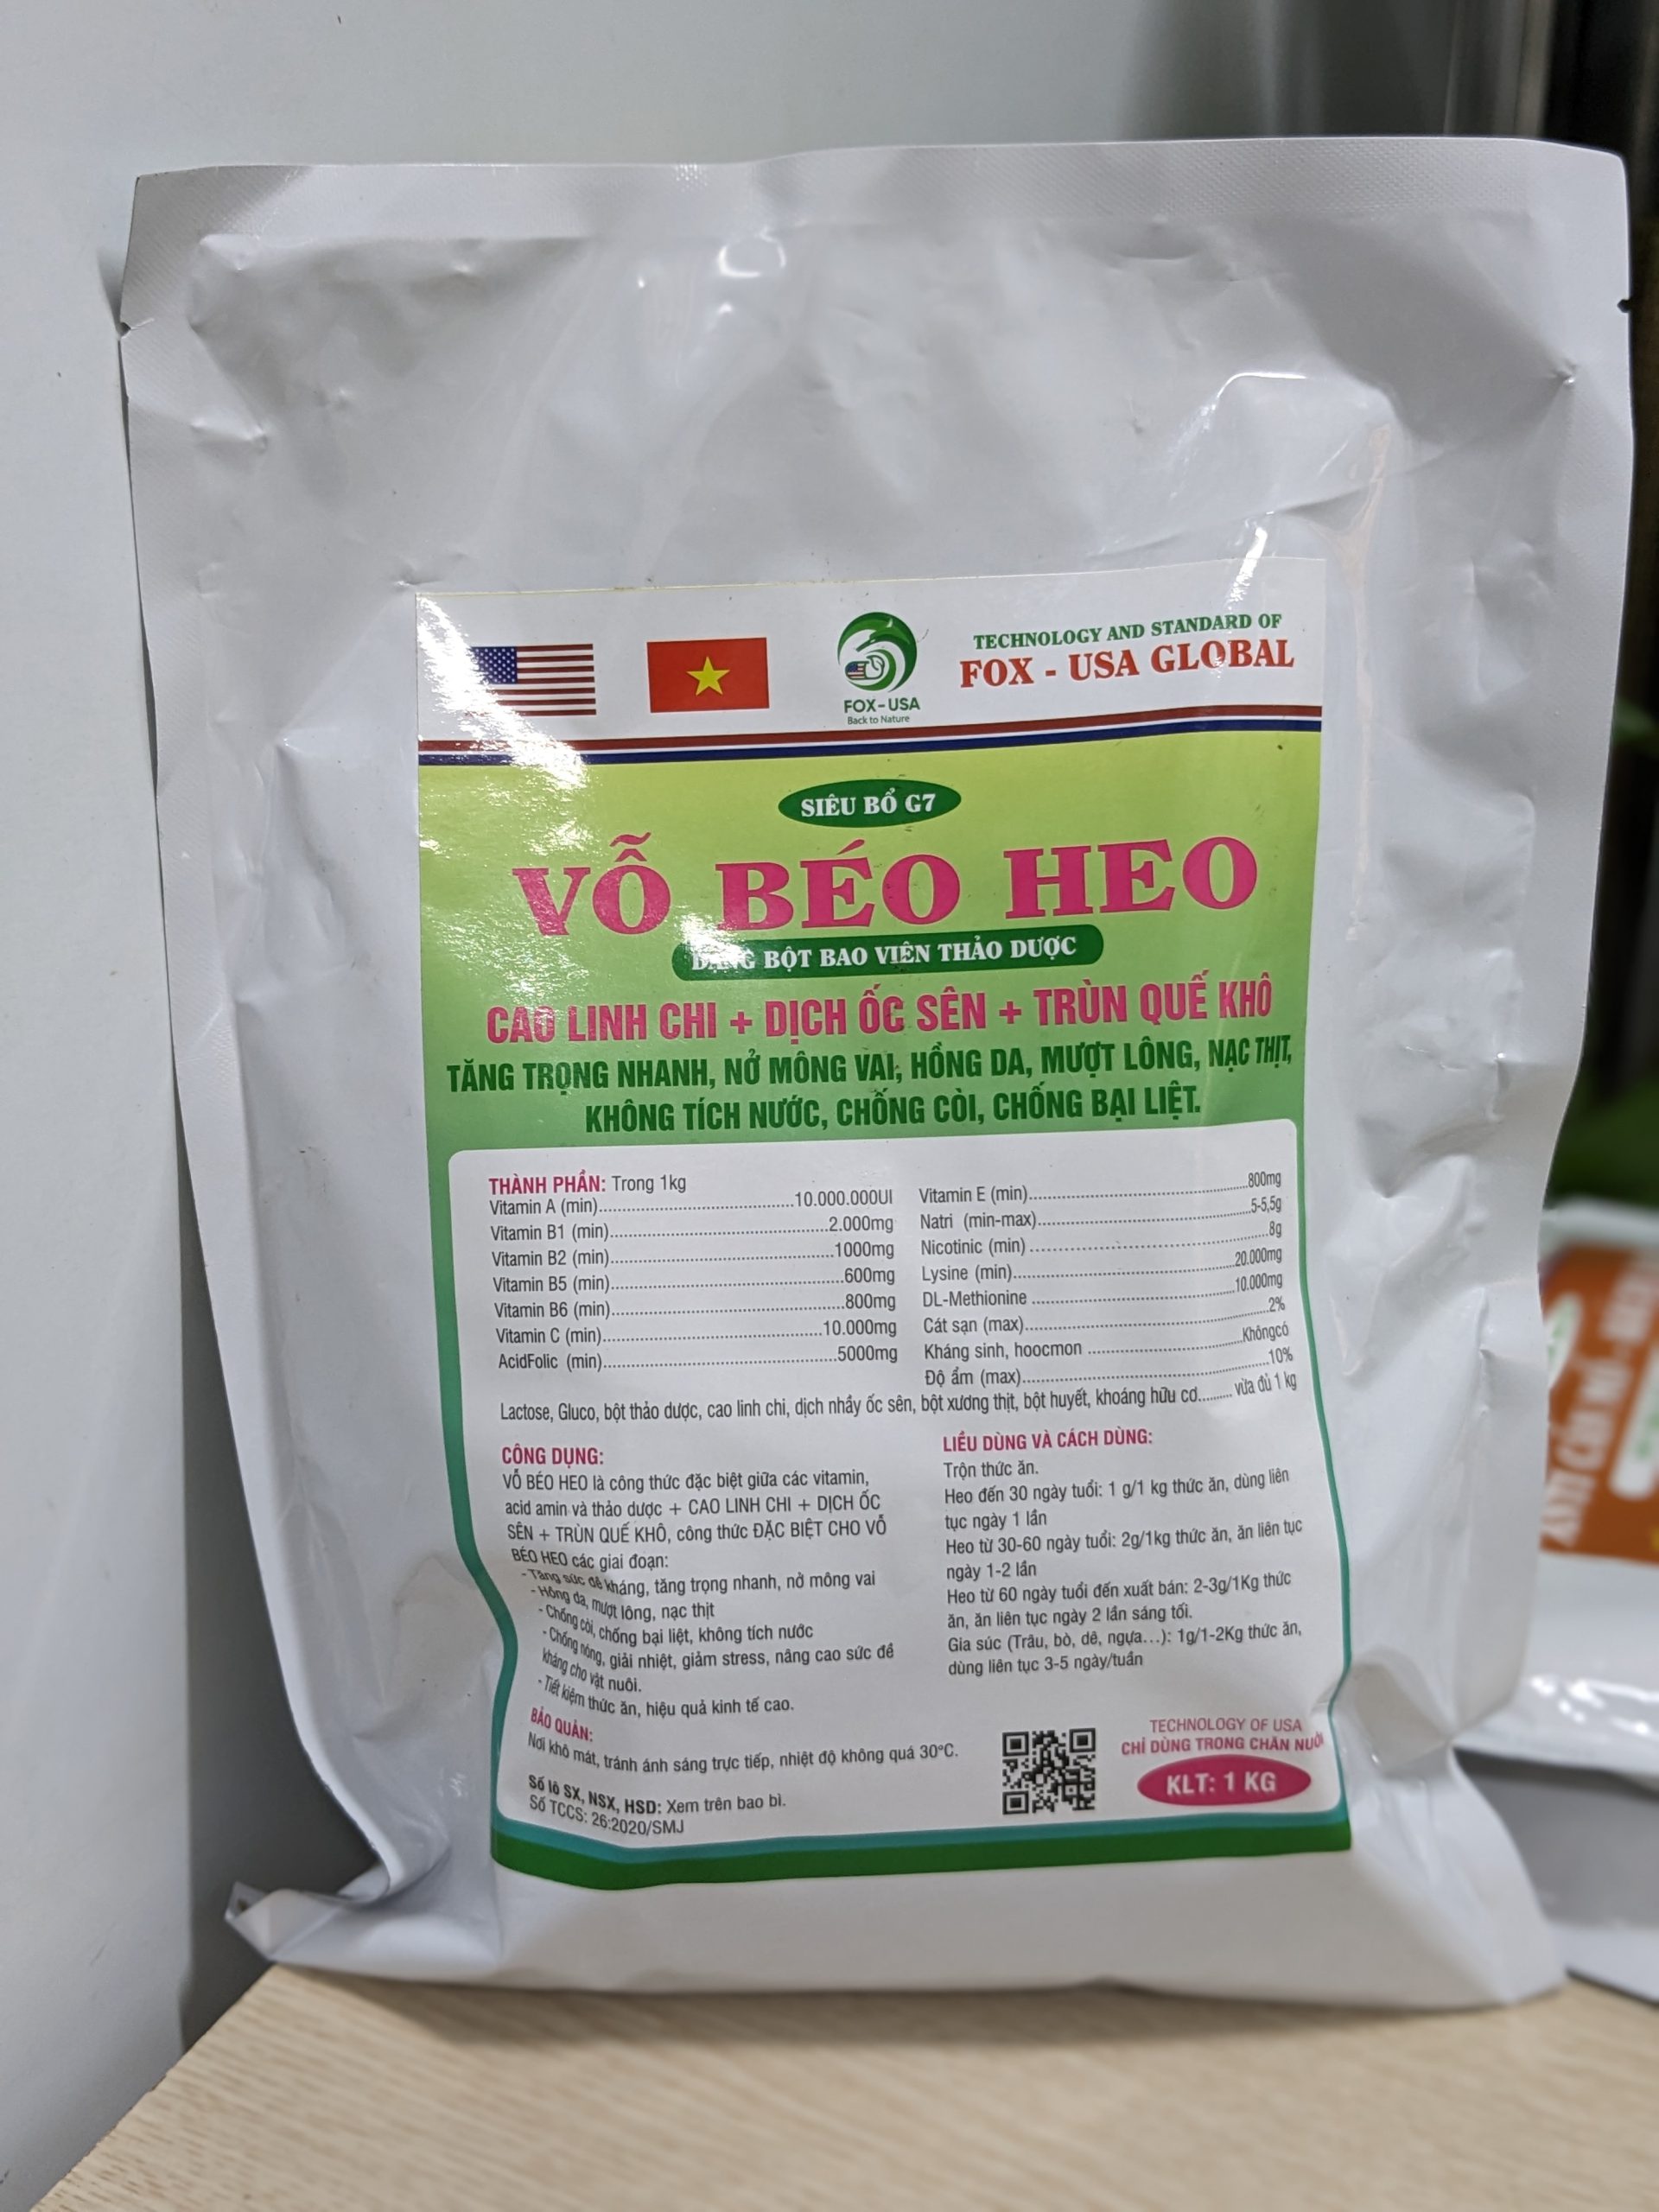 TECHNOLOGY AND STANDARD OF
FOX - USA GLOBAL
FOX-USA
Back to Nature
SIÊU BỔ G7
VỖ BÉO HEO
BỘT BAO VIÊN THẢO DƯỢC
CAO LINH CHI + DỊCH ỐC SÊN + TRÙN QUẾ KHÔ
TĂNG TRỌNG NHANH, NỞ MÔNG VAI, HỒNG DA, MƯỢT LÔNG, NẠC THỊT,
KHÔNG TÍCH NƯỚC, CHỐNG CÒI, CHỐNG BẠI LIỆT.
THÀNH PHẦN: Trong 1kg
Vitamin A (min)....................10.000.000UI
Vitamin B1 (min)....................2.000mg
Vitamin B2 (min)....................1000mg
Vitamin B5 (min)....................600mg
Vitamin B6 (min)....................800mg
Vitamin C (min)....................10.000mg
AcidFolic (min)....................5000mg
Vitamin E (min)....................800mg
Natri (min-max)....................5-5,5g
Nicotinic (min)....................8g
Lysine (min)....................20.000mg
DL-Methionine....................10.000mg
Cát sạn (max)....................2%
Kháng sinh, hoocmon....................Khôngcó
Độ ẩm (max)....................10%
Lactose, Gluco, bột thảo dược, cao linh chi, dịch nhầy ốc sên, bột xương thịt, bột huyết, khoáng hữu cơ......... vừa đủ 1 kg
CÔNG DỤNG:
VỖ BÉO HEO là công thức đặc biệt giữa các vitamin,
acid amin và thảo dược + CAO LINH CHI + DỊCH ỐC
SÊN + TRÙN QUẾ KHÔ, công thức ĐẶC BIỆT CHO VỖ
BÉO HEO các giai đoạn:
- Tăng sức đề kháng, tăng trọng nhanh, nở mông vai
- Hồng da, mượt lông, nạc thịt
- Chống còi, chống bại liệt, không tích nước
- Chống nóng, giải nhiệt, giảm stress, nâng cao sức đề
kháng cho vật nuôi.
- Tiết kiệm thức ăn, hiệu quả kinh tế cao.
BẢO QUẢN:
Nơi khô mát, tránh ánh sáng trực tiếp, nhiệt độ không quá 30°C.
Số lô SX, NSX, HSD: Xem trên bao bì.
Số TCCS: 26:2020/SMJ
LIỀU DÙNG VÀ CÁCH DÙNG:
Trộn thức ăn.
Heo đến 30 ngày tuổi: 1 g/1 kg thức ăn, dùng liên
tục ngày 1 lần
Heo từ 30-60 ngày tuổi: 2g/1kg thức ăn, ăn liên tục
ngày 1-2 lần
Heo từ 60 ngày tuổi đến xuất bán: 2-3g/1Kg thức
ăn, ăn liên tục ngày 2 lần sáng tối.
Gia súc (Trâu, bò, dê, ngựa...): 1g/1-2Kg thức ăn,
dùng liên tục 3-5 ngày/tuần
TECHNOLOGY OF USA
CHỈ DÙNG TRONG CHĂN NUÔI
KLT: 1 KG